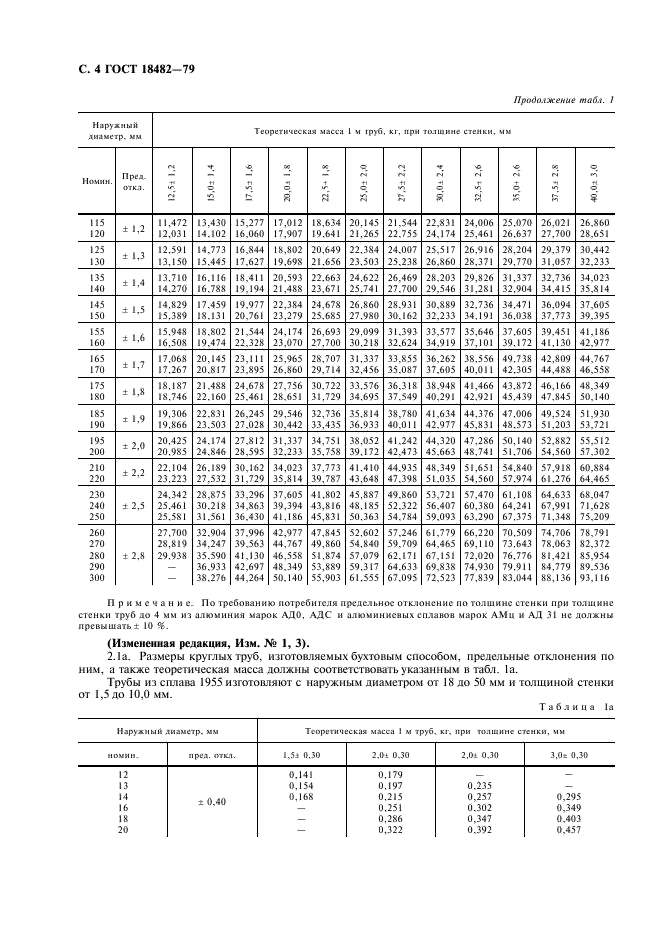 С. 4 ГОСТ 18482—79
Продолжение табл. 1
Наружный диаметр, мм
Теоретическая масса 1 м труб, кг, при толщине стенки, мм
Номин. Пред. откл. 12,5± 1,2 15,0± 1,4 17,5± 1,6 20,0± 1,8 22,5+ 1,8 25,0± 2,0 27,5± 2,2 30,0± 2,4 32,5± 2,6 35,0± 2,6 37,5± 2,8 40,0± 3,0
115 ± 1,2 11,472 13,430 15,277 17,012 18,634 20,145 21,544 22,831 24,006 25,070 26,021 26,860
120 12,031 14,102 16,060 17,907 19,641 21,265 22,755 24,174 25,461 26,637 27,700 28,651
125 ± 1,3 12,591 14,773 16,844 18,802 20,649 22,384 24,007 25,517 26,916 28,204 29,379 30,442
130 13,150 15,445 17,627 19,698 21,656 23,503 25,238 26,860 28,371 29,770 31,057 32,233
135 ± 1,4 13,710 16,116 18,411 20,593 22,663 24,622 26,469 28,203 29,826 31,337 32,736 34,023
140 14,270 16,788 19,194 21,488 23,671 25,741 27,700 29,546 31,281 32,904 34,415 35,814
145 ± 1,5 14,829 17,459 19,977 22,384 24,678 26,860 28,931 30,889 32,736 34,471 36,094 37,605
150 15,389 18,131 20,761 23,279 25,685 27,980 30,162 32,233 34,191 36,038 37,773 39,395
155 ± 1,6 15,948 18,802 21,544 24,174 26,693 29,099 31,393 33,577 35,646 37,605 39,451 41,186
160 16,508 19,474 22,328 23,070 27,700 30,218 32,624 34,919 37,101 39,172 41,130 42,977
165 ± 1,7 17,068 20,145 23,111 25,965 28,707 31,337 33,855 36,262 38,556 49,738 42,809 44,767
170 17,267 20,817 23,895 26,860 29,714 32,456 35,087 37,605 40,011 42,305 44,488 46,558
175 ± 1,8 18,187 21,488 24,678 27,756 30,722 33,576 36,318 38,948 41,466 43,872 46,166 48,349
180 18,746 22,160 25,461 28,651 31,729 34,695 37,549 40,291 42,921 45,439 47,845 50,140
185 ± 1,9 19,306 22,831 26,245 29,546 32,736 35,814 38,780 41,634 44,376 47,006 49,524 51,930
190 19,866 23,503 27,028 30,442 33,435 36,933 40,011 42,977 45,831 48,573 51,203 53,721
195 ± 2,0 20,425 24,174 27,812 31,337 34,751 38,052 41,242 44,320 47,286 50,140 52,882 55,512
200 20,985 24,846 28,595 32,233 35,758 39,172 42,473 45,663 48,741 51,706 54,560 57,302
210 ± 2,2 22,104 26,189 30,162 34,023 37,773 41,410 44,935 48,349 51,651 54,840 57,918 60,884
220 23,223 27,532 31,729 35,814 39,787 43,648 47,398 51,035 54,560 57,974 61,276 64,465
230 ± 2,5 24,342 28,875 33,296 37,605 41,802 45,887 49,860 53,721 57,470 61,108 64,633 68,047
240 25,461 30,218 34,863 39,394 43,816 48,185 52,322 56,407 60,380 64,241 67,991 71,628
250 25,581 31,561 36,430 41,186 45,831 50,363 54,784 59,093 63,290 67,375 71,348 75,209
260 ± 2,8 27,700 32,904 37,996 42,977 47,845 52,602 57,246 61,779 66,220 70,509 74,706 78,791
270 28,819 34,247 39,563 44,767 49,860 54,840 59,709 64,465 69,110 73,643 78,063 82,372
280 29,938 35,590 41,130 46,558 51,874 57,079 62,171 67,151 72,020 76,776 81,421 85,954
290 — 36,933 42,697 48,349 53,889 59,317 64,633 69,838 74,930 79,911 84,779 89,536
300 — 38,276 44,264 50,140 55,903 61,555 67,095 72,523 77,839 83,044 88,136 93,116
Примечание. По требованию потребителя предельное отклонение по толщине стенки при толщине
стенки труб до 4 мм из алюминия марок АД0, АДС и алюминиевых сплавов марок АМц и АД 31 не должны
превышать ± 10 %.
(Измененная редакция, Изм. № 1, 3).
2.1а. Размеры круглых труб, изготовляемых бухтовым способом, предельные отклонения по
ним, а также теоретическая масса должны соответствовать указанным в табл. 1а.
Трубы из сплава 1955 изготовляют с наружным диаметром от 18 до 50 мм и толщиной стенки
от 1,5 до 10,0 мм.
Таблица 1а
Наружный диаметр, мм Теоретическая масса 1 м труб, кг, при толщине стенки, мм
номин. пред. откл. 1,5± 0,30 2,0± 0,30 2,0± 0,30 3,0± 0,30
12 ± 0,40 0,141 0,179 — —
13 0,154 0,197 0,235 —
14 0,168 0,215 0,257 0,295
16 — 0,251 0,302 0,349
18 — 0,286 0,347 0,403
20 — 0,322 0,392 0,457